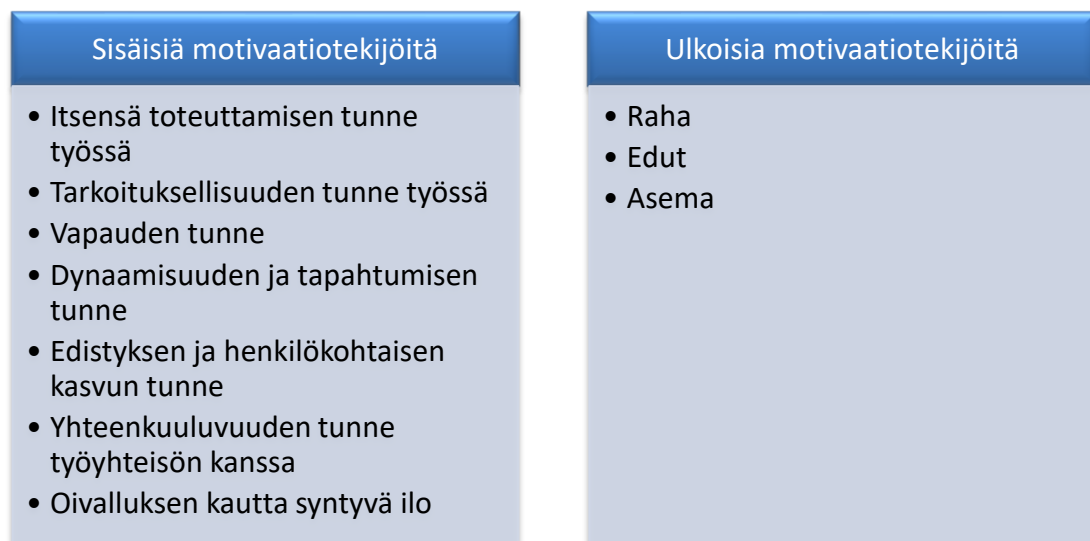 Sisäisiä motivaatiotekijöitä
• Itsensä toteuttamisen tunne
työssä
• Tarkoituksellisuuden tunne työssä
• Vapauden tunne
• Dynaamisuuden ja tapahtumisen
tunne
• Edistyksen ja henkilökohtaisen
kasvun tunne
• Yhteenkuuluvuuden tunne
työyhteisön kanssa
• Oivalluksen kautta syntyvä ilo
Ulkoisia motivaatiotekijöitä
• Raha
• Edut
• Asema